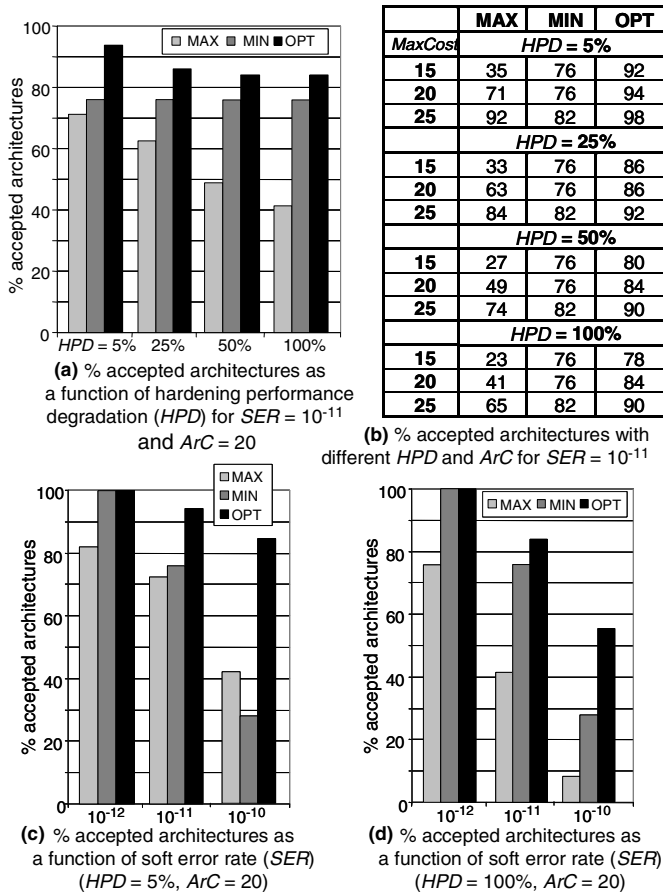 % accepted architectures
100
80
60
40
20
0
MAX MIN OPT
HPD = 5% 25% 50% 100%
(a) % accepted architectures as
a function of hardening performance
degradation (HPD) for SER = 10-11
and ArC = 20
MAX MIN OPT
MaxCost HPD = 5%
15 35 76 92
20 71 76 94
25 92 82 98
HPD = 25%
15 33 76 86
20 63 76 86
25 84 82 92
HPD = 50%
15 27 76 80
20 49 76 84
25 74 82 90
HPD = 100%
15 23 76 78
20 41 76 84
25 65 82 90
(b) % accepted architectures with
different HPD and ArC for SER = 10-11
% accepted architectures
100
80
60
40
20
0
MAX
MIN
OPT
10-12 10-11 10-10
(c) % accepted architectures as
a function of soft error rate (SER)
(HPD = 5%, ArC = 20)
% accepted architectures
100
80
60
40
20
0
MAX MIN OPT
10-12 10-11 10-10
(d) % accepted architectures as
a function of soft error rate (SER)
(HPD = 100%, ArC = 20)